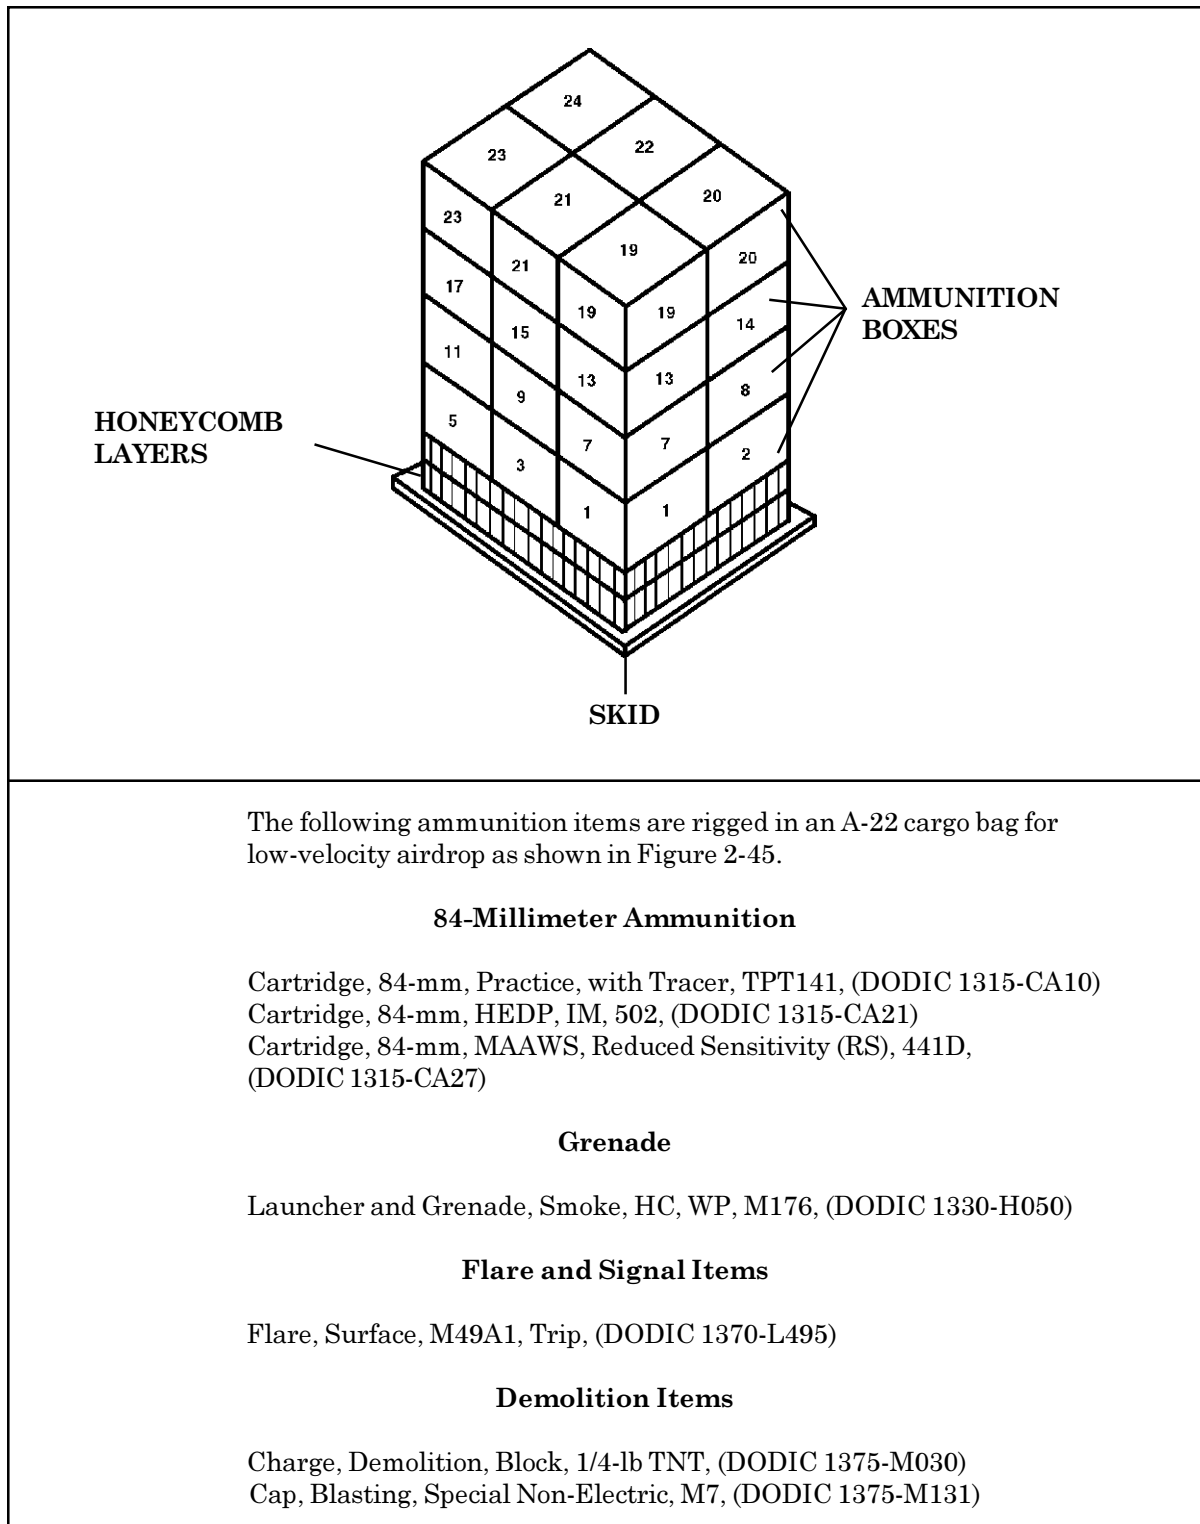 24
23
22
21
20
19
23
21
19
19
20
17
15
13
13
14
11
9
7
7
8
5
3
1
1
2
AMMUNITION
BOXES
HONEYCOMB
LAYERS
SKID
The following ammunition items are rigged in an A-22 cargo bag for
low-velocity airdrop as shown in Figure 2-45.
84-Millimeter Ammunition
Cartridge, 84-mm, Practice, with Tracer, TPT141, (DODIC 1315-CA10)
Cartridge, 84-mm, HEDP, IM, 502, (DODIC 1315-CA21)
Cartridge, 84-mm, MAAWS, Reduced Sensitivity (RS), 441D,
(DODIC 1315-CA27)
Grenade
Launcher and Grenade, Smoke, HC, WP, M176, (DODIC 1330-H050)
Flare and Signal Items
Flare, Surface, M49A1, Trip, (DODIC 1370-L495)
Demolition Items
Charge, Demolition, Block, 1/4-lb TNT, (DODIC 1375-M030)
Cap, Blasting, Special Non-Electric, M7, (DODIC 1375-M131)